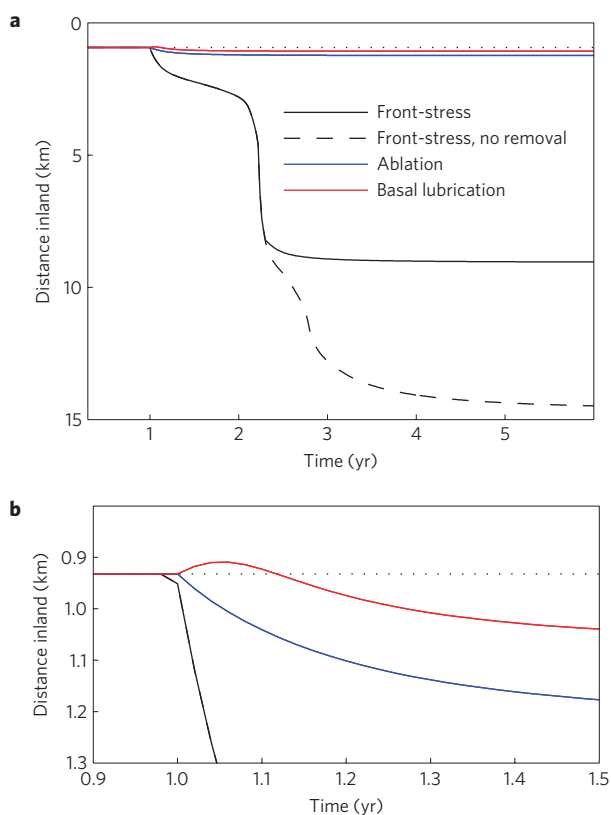 a
0
5
10
15
Distance inland (km)
Front-stress
Front-stress, no removal
Ablation
Basal lubrication
1
2
3
4
5
Time (yr)
b
0.9
1.0
1.1
1.2
1.3
Distance inland (km)
0.9
1.0
1.1
1.2
1.3
1.4
1.5
Time (yr)